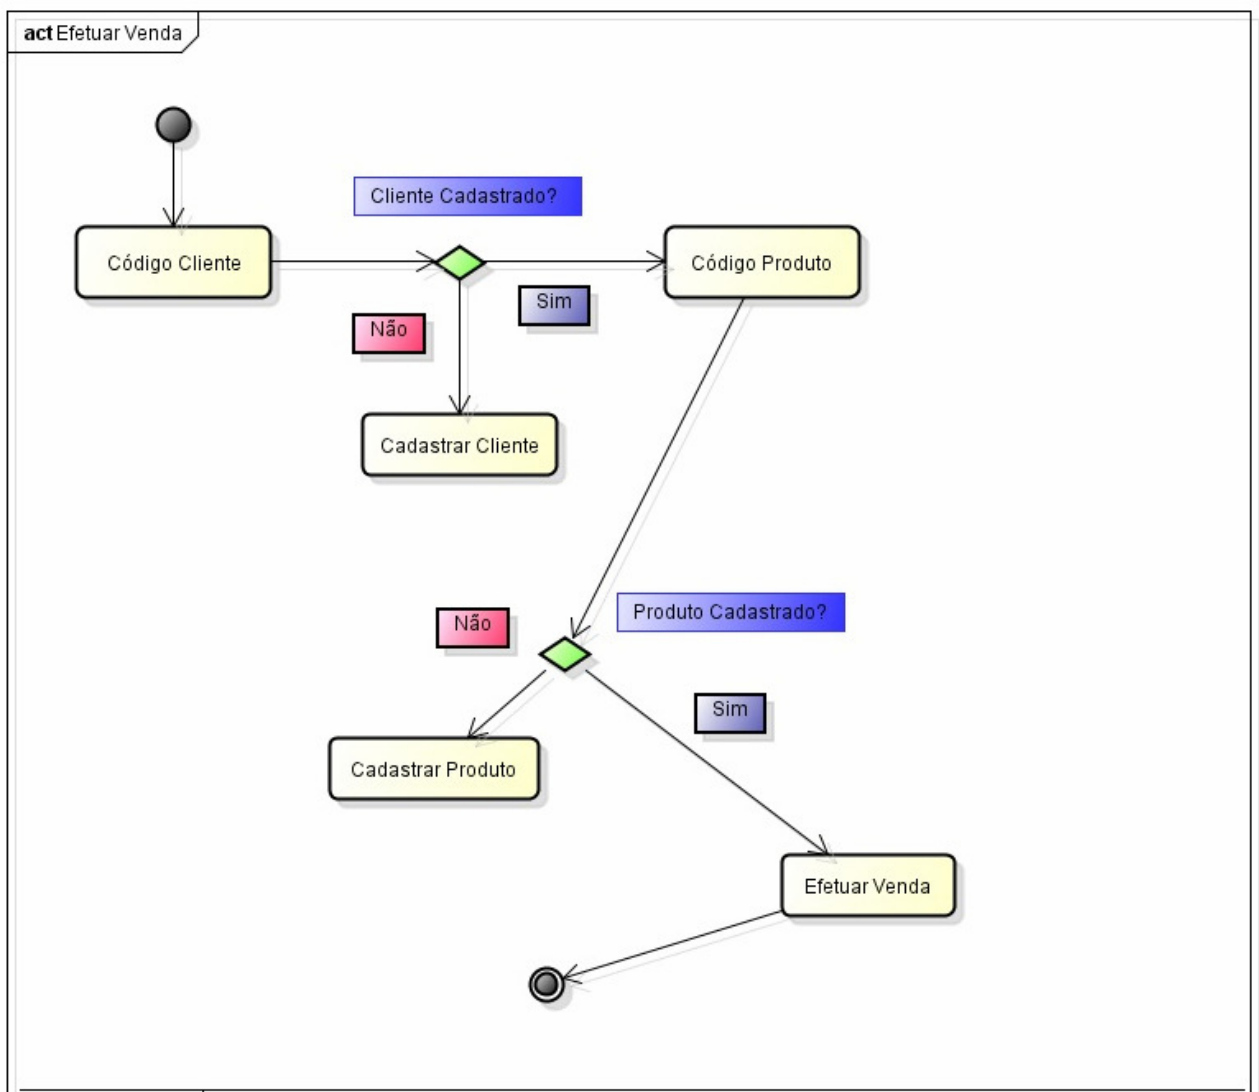 act Efetuar Venda
Cliente Cadastrado?
Código Cliente
Código Produto
Sim
Não
Cadastrar Cliente
Produto Cadastrado?
Não
Sim
Cadastrar Produto
Efetuar Venda